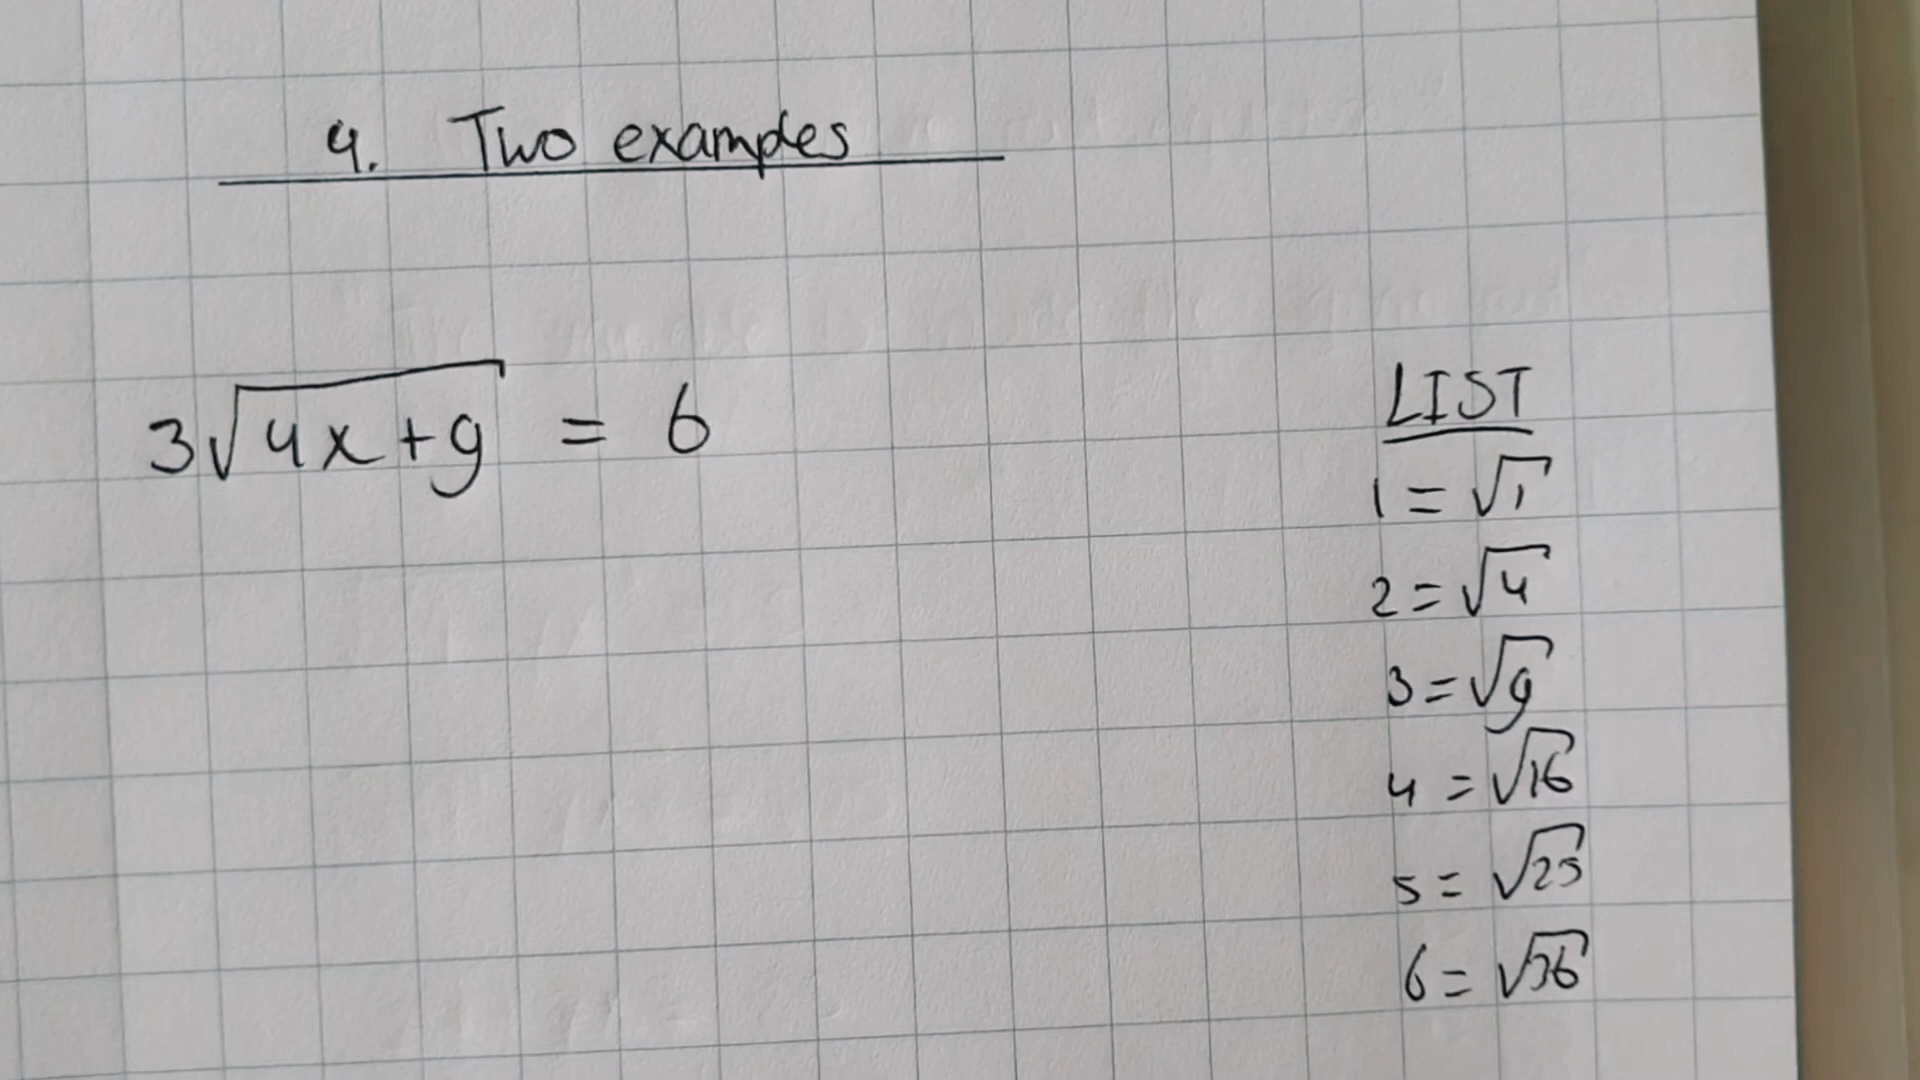 4. Two examples
3√4x+9 = 6
LIST
1 = √1
2 = √4
3 = √9
4 = √16
5 = √25
6 = √36